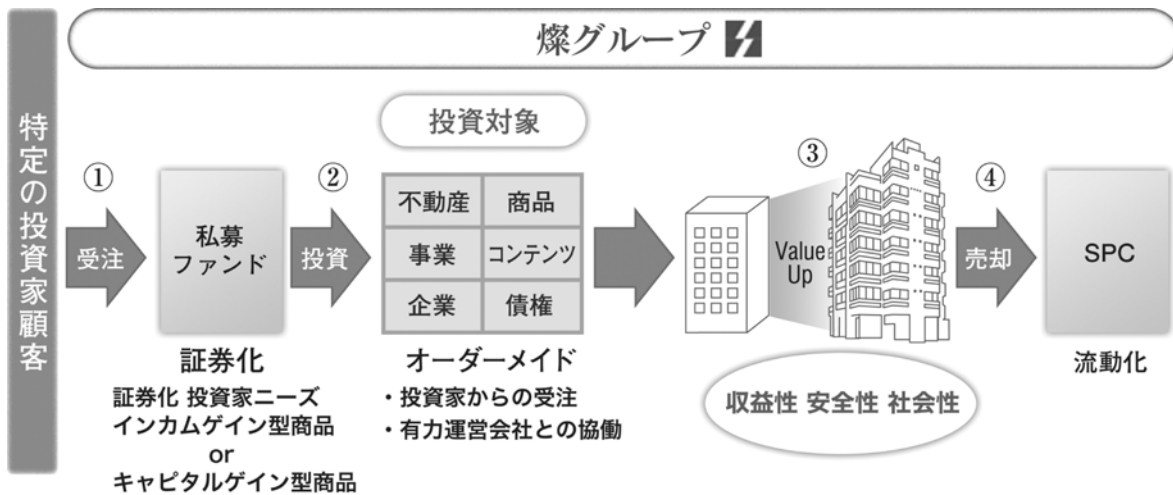 燦グループ
特定の投資家顧客
投資対象
①
受注
私募
ファンド
証券化
証券化 投資家ニーズ
インカムゲイン型商品
or
キャピタルゲイン型商品
②
投資
不動産 商品
事業 コンテンツ
企業 債権
オーダーメイド
・投資家からの受注
・有力運営会社との協働
③
Value
Up
収益性 安全性 社会性
④
売却
SPC
流動化